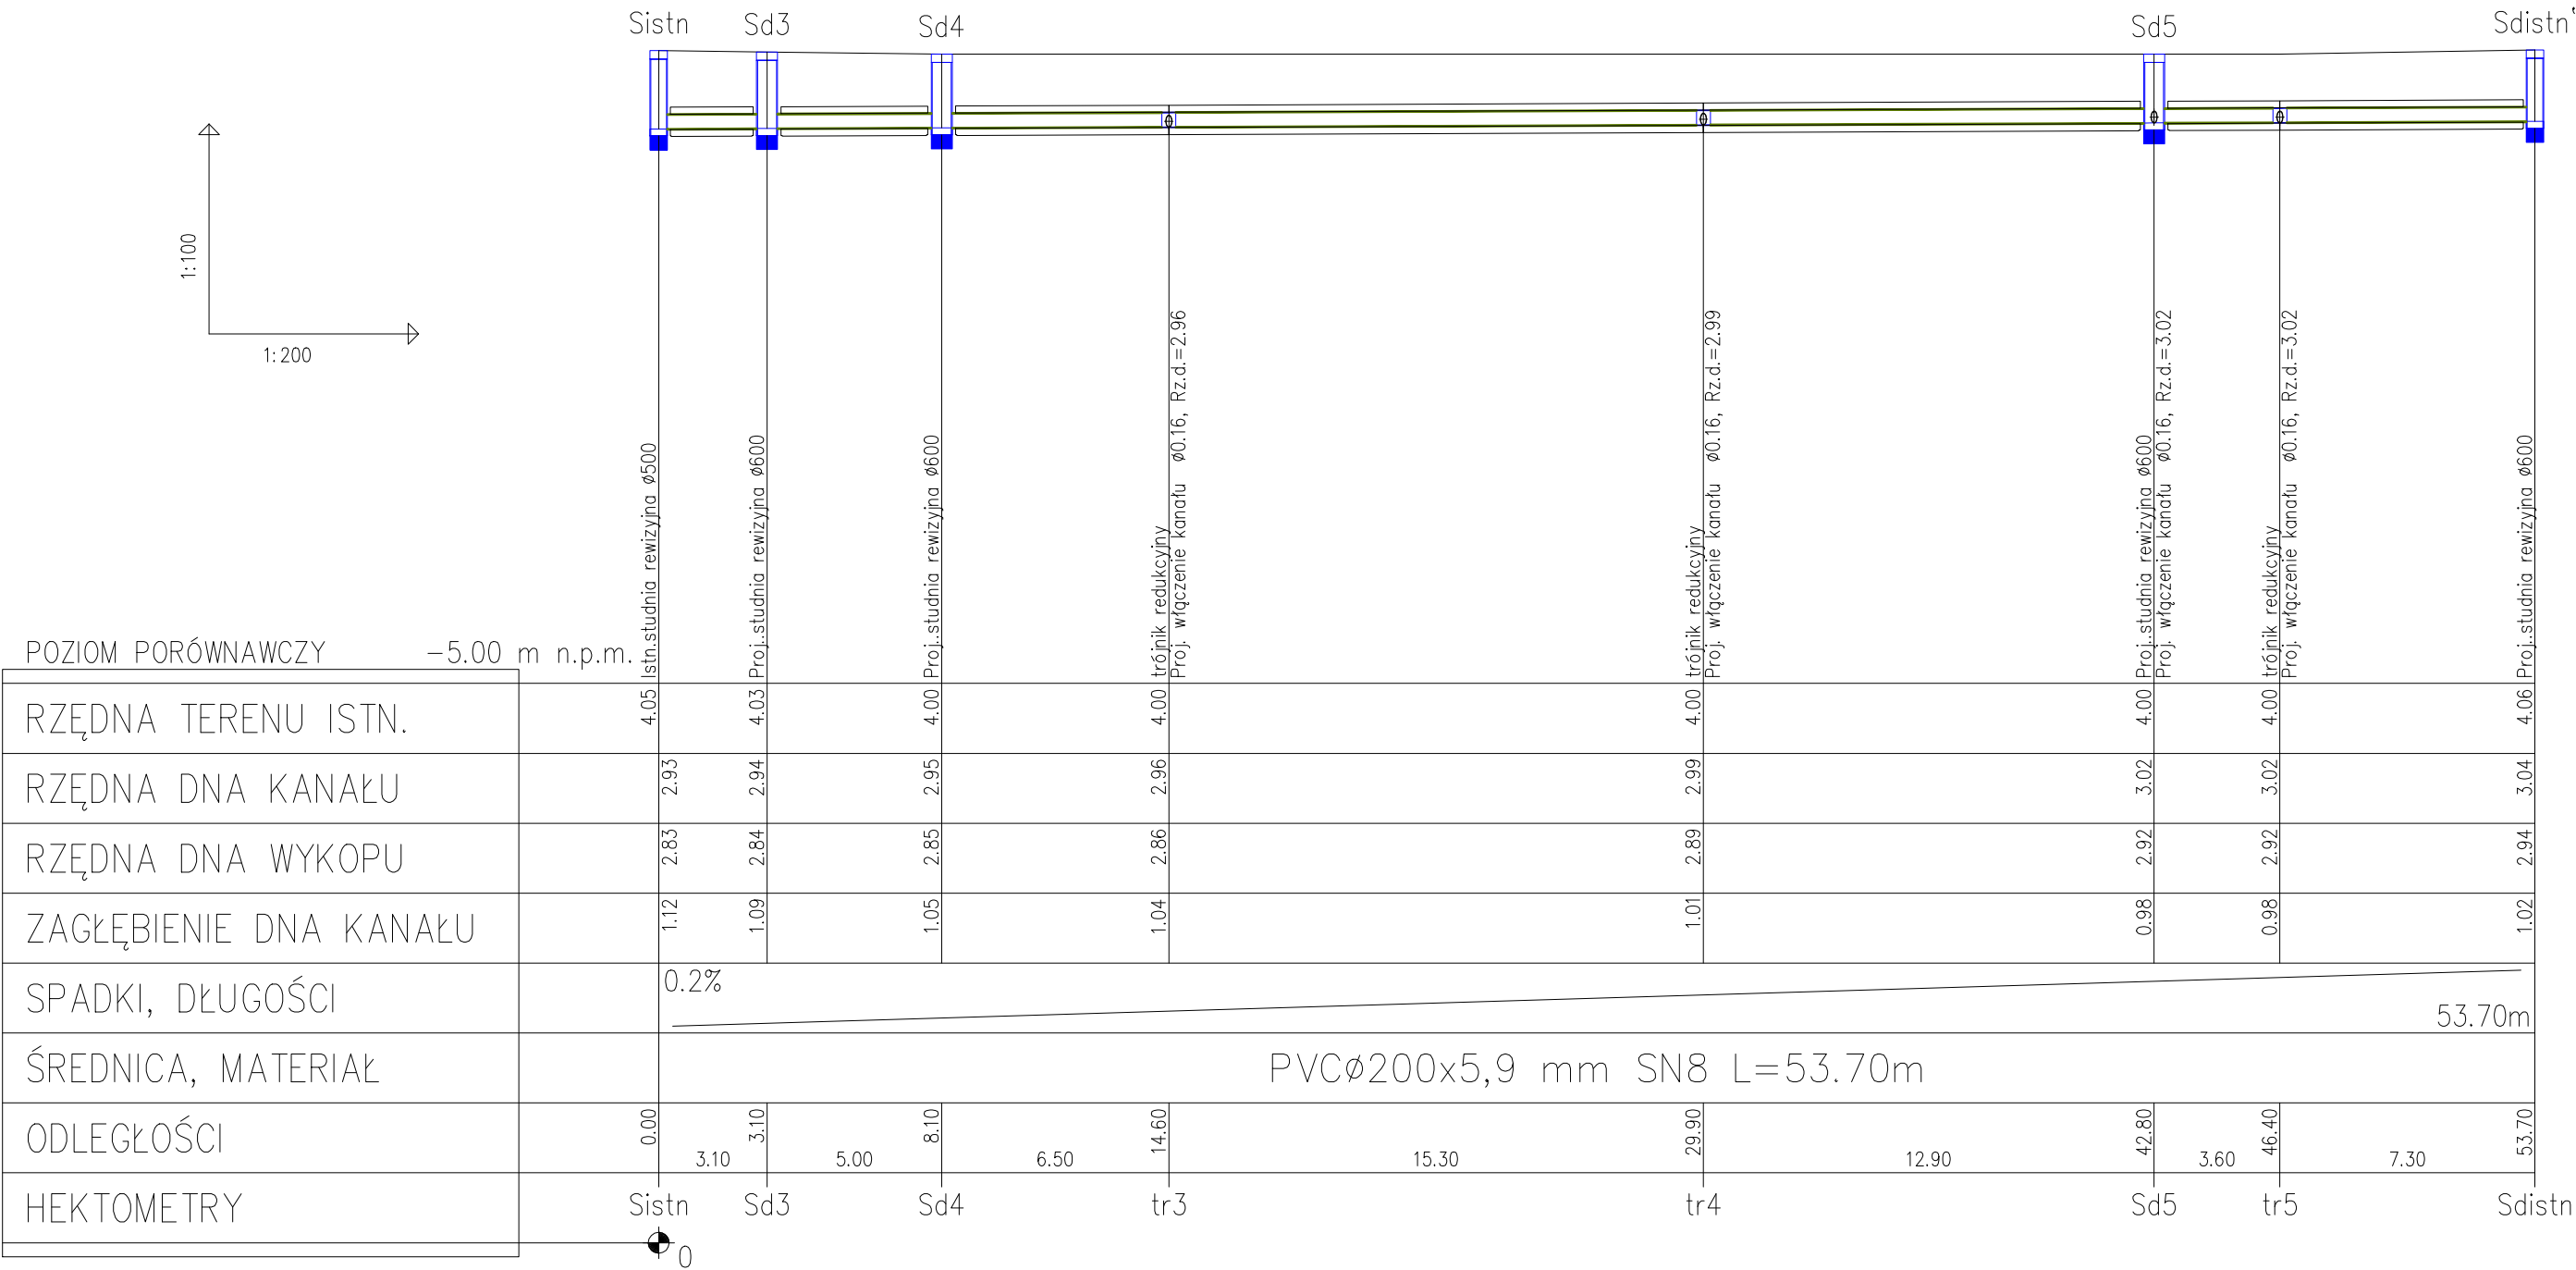 Sistn Sd3 Sd4 Sd5 Sdistn
1:100
1:200
Istn.studnia rewizyjna ø500
Proj..studnia rewizyjna ø600
Proj..studnia rewizyjna ø600
trójnik redukcyjny
Proj. włączenie kanału ø0.16, Rz.d.=2.96
trójnik redukcyjny
Proj. włączenie kanału ø0.16, Rz.d.=2.99
Proj..studnia rewizyjna ø600
Proj. włączenie kanału ø0.16, Rz.d.=3.02
trójnik redukcyjny
Proj. włączenie kanału ø0.16, Rz.d.=3.02
Proj..studnia rewizyjna ø600
POZIOM PORÓWNAWCZY -5.00 m n.p.m.
RZĘDNA TERENU ISTN. 4.05 4.03 4.00 4.00 4.00 4.00 4.00 4.06
RZĘDNA DNA KANAŁU 2.93 2.94 2.95 2.96 2.99 3.02 3.02 3.04
RZĘDNA DNA WYKOPU 2.83 2.84 2.85 2.86 2.89 2.92 2.92 2.94
ZAGŁĘBIENIE DNA KANAŁU 1.12 1.09 1.05 1.04 1.01 0.98 0.98 1.02
SPADKI, DŁUGOŚCI 0.2% 53.70m
ŚREDNICA, MATERIAŁ PVCø200x5,9 mm SN8 L=53.70m
ODLEGŁOŚCI 0.00 3.10 8.10 14.60 29.90 42.80 46.40 53.70
3.10 5.00 6.50 15.30 12.90 3.60 7.30
HEKTOMETRY Sistn Sd3 Sd4 tr3 tr4 Sd5 tr5 Sdistn
0